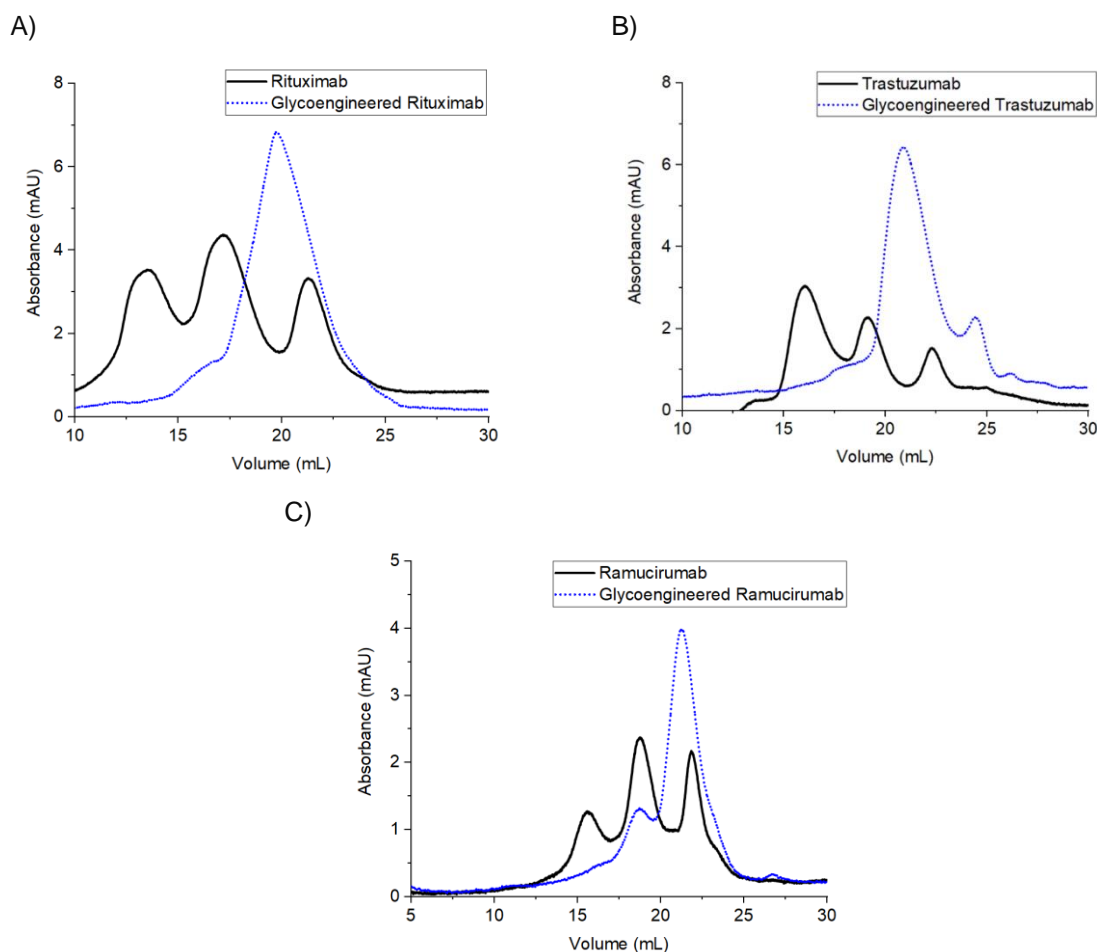 A)
Rituximab
Glycoengineered Rituximab
8
6
4
2
0
Absorbance (mAU)
10 15 20 25 30
Volume (mL)
B)
Trastuzumab
Glycoengineered Trastuzumab
8
6
4
2
0
Absorbance (mAU)
10 15 20 25 30
Volume (mL)
C)
Ramucirumab
Glycoengineered Ramucirumab
5
4
3
2
1
0
Absorbance (mAU)
5 10 15 20 25 30
Volume (mL)